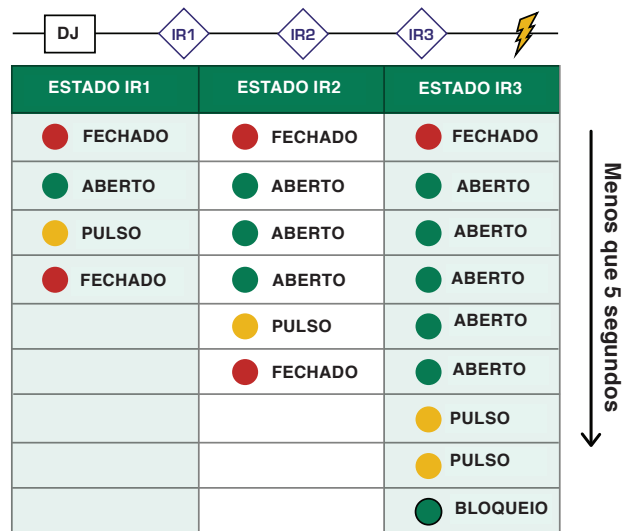 DJ IR1 IR2 IR3
ESTADO IR1 ESTADO IR2 ESTADO IR3
FECHADO FECHADO FECHADO
ABERTO ABERTO ABERTO
PULSO ABERTO ABERTO
FECHADO ABERTO ABERTO
PULSO ABERTO
FECHADO ABERTO
PULSO
PULSO
BLOQUEIO
Menos que 5 segundos